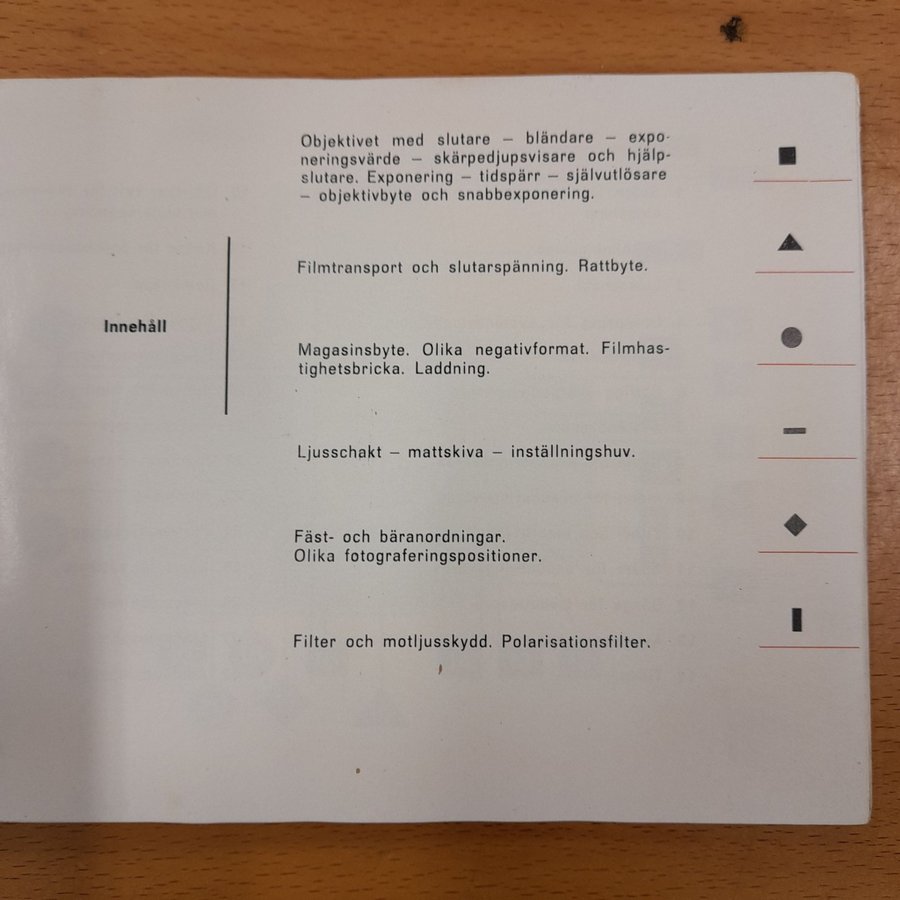 Objektivet med slutare – bländare – expo-
neringsvärde – skärpedjupsvisare och hjälp-
slutare. Exponering – tidspärr – självutlösare
– objektivbyte och snabbexponering.
Filmtransport och slutarspänning. Rattbyte.
Innehåll
Magasinsbyte. Olika negativformat. Filmhas-
tighetsbricka. Laddning.
Ljusschakt – mattskiva – inställningshuv.
Fäst- och bäranordningar.
Olika fotograferingspositioner.
Filter och motljusskydd. Polarisationsfilter.